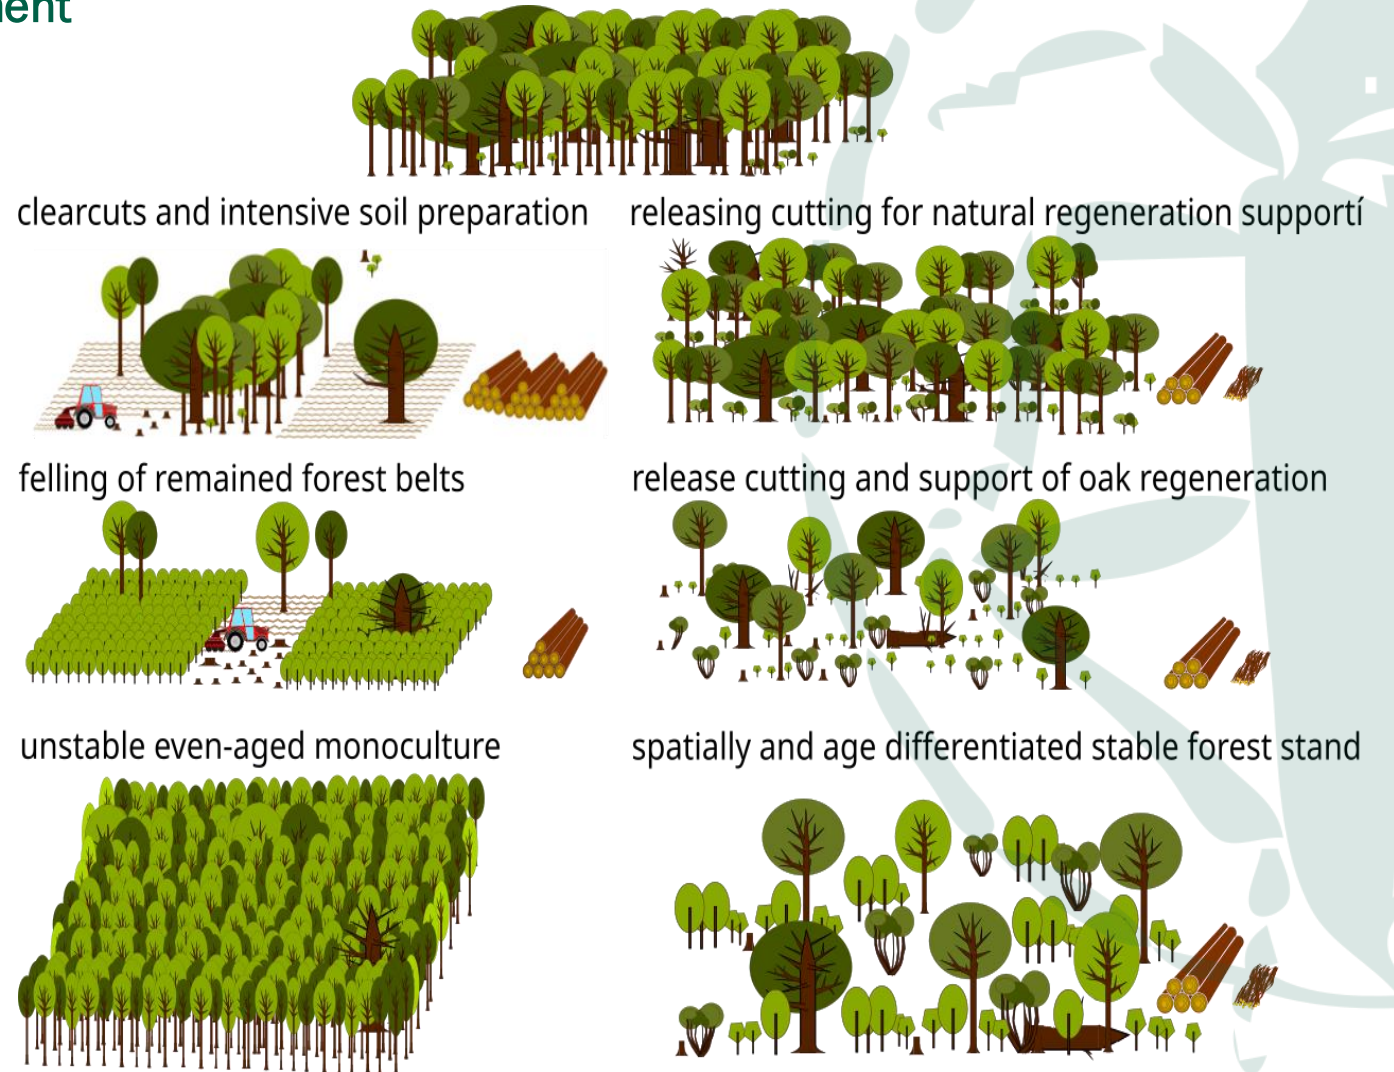 clearcuts and intensive soil preparation
releasing cutting for natural regeneration supportí
felling of remained forest belts
release cutting and support of oak regeneration
unstable even-aged monoculture
spatially and age differentiated stable forest stand